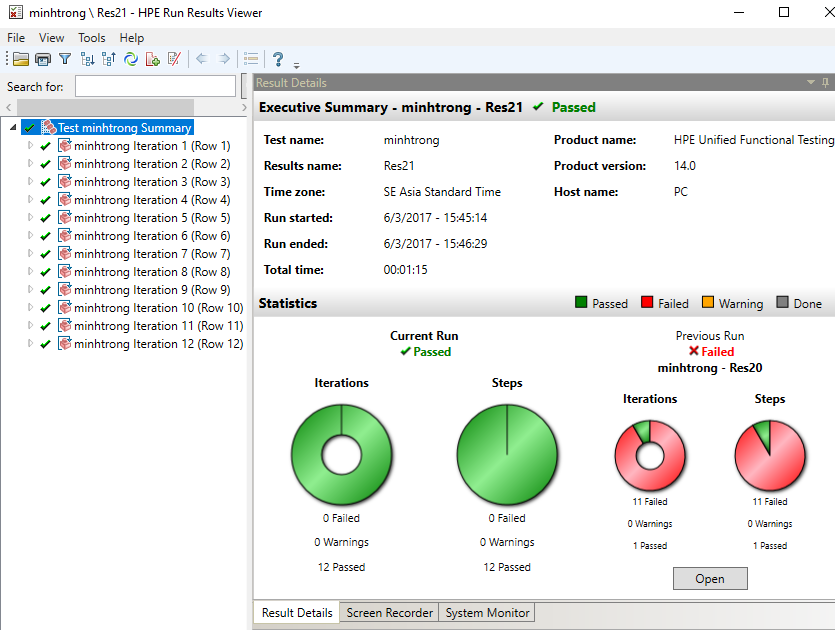 minhtrong \ Res21 - HPE Run Results Viewer
File View Tools Help
Search for:
Test minhtrong Summary
minhtrong Iteration 1 (Row 1)
minhtrong Iteration 2 (Row 2)
minhtrong Iteration 3 (Row 3)
minhtrong Iteration 4 (Row 4)
minhtrong Iteration 5 (Row 5)
minhtrong Iteration 6 (Row 6)
minhtrong Iteration 7 (Row 7)
minhtrong Iteration 8 (Row 8)
minhtrong Iteration 9 (Row 9)
minhtrong Iteration 10 (Row 10)
minhtrong Iteration 11 (Row 11)
minhtrong Iteration 12 (Row 12)
Result Details
Executive Summary - minhtrong - Res21 ✔ Passed
Test name: minhtrong Product name: HPE Unified Functional Testing
Results name: Res21 Product version: 14.0
Time zone: SE Asia Standard Time Host name: PC
Run started: 6/3/2017 - 15:45:14
Run ended: 6/3/2017 - 15:46:29
Total time: 00:01:15
Statistics Passed Failed Warning Done
Current Run
Passed
Iterations
0 Failed
0 Warnings
12 Passed
Steps
0 Failed
0 Warnings
12 Passed
Previous Run
Failed
minhtrong - Res20
Iterations
11 Failed
0 Warnings
1 Passed
Steps
11 Failed
0 Warnings
1 Passed
Open
Result Details Screen Recorder System Monitor